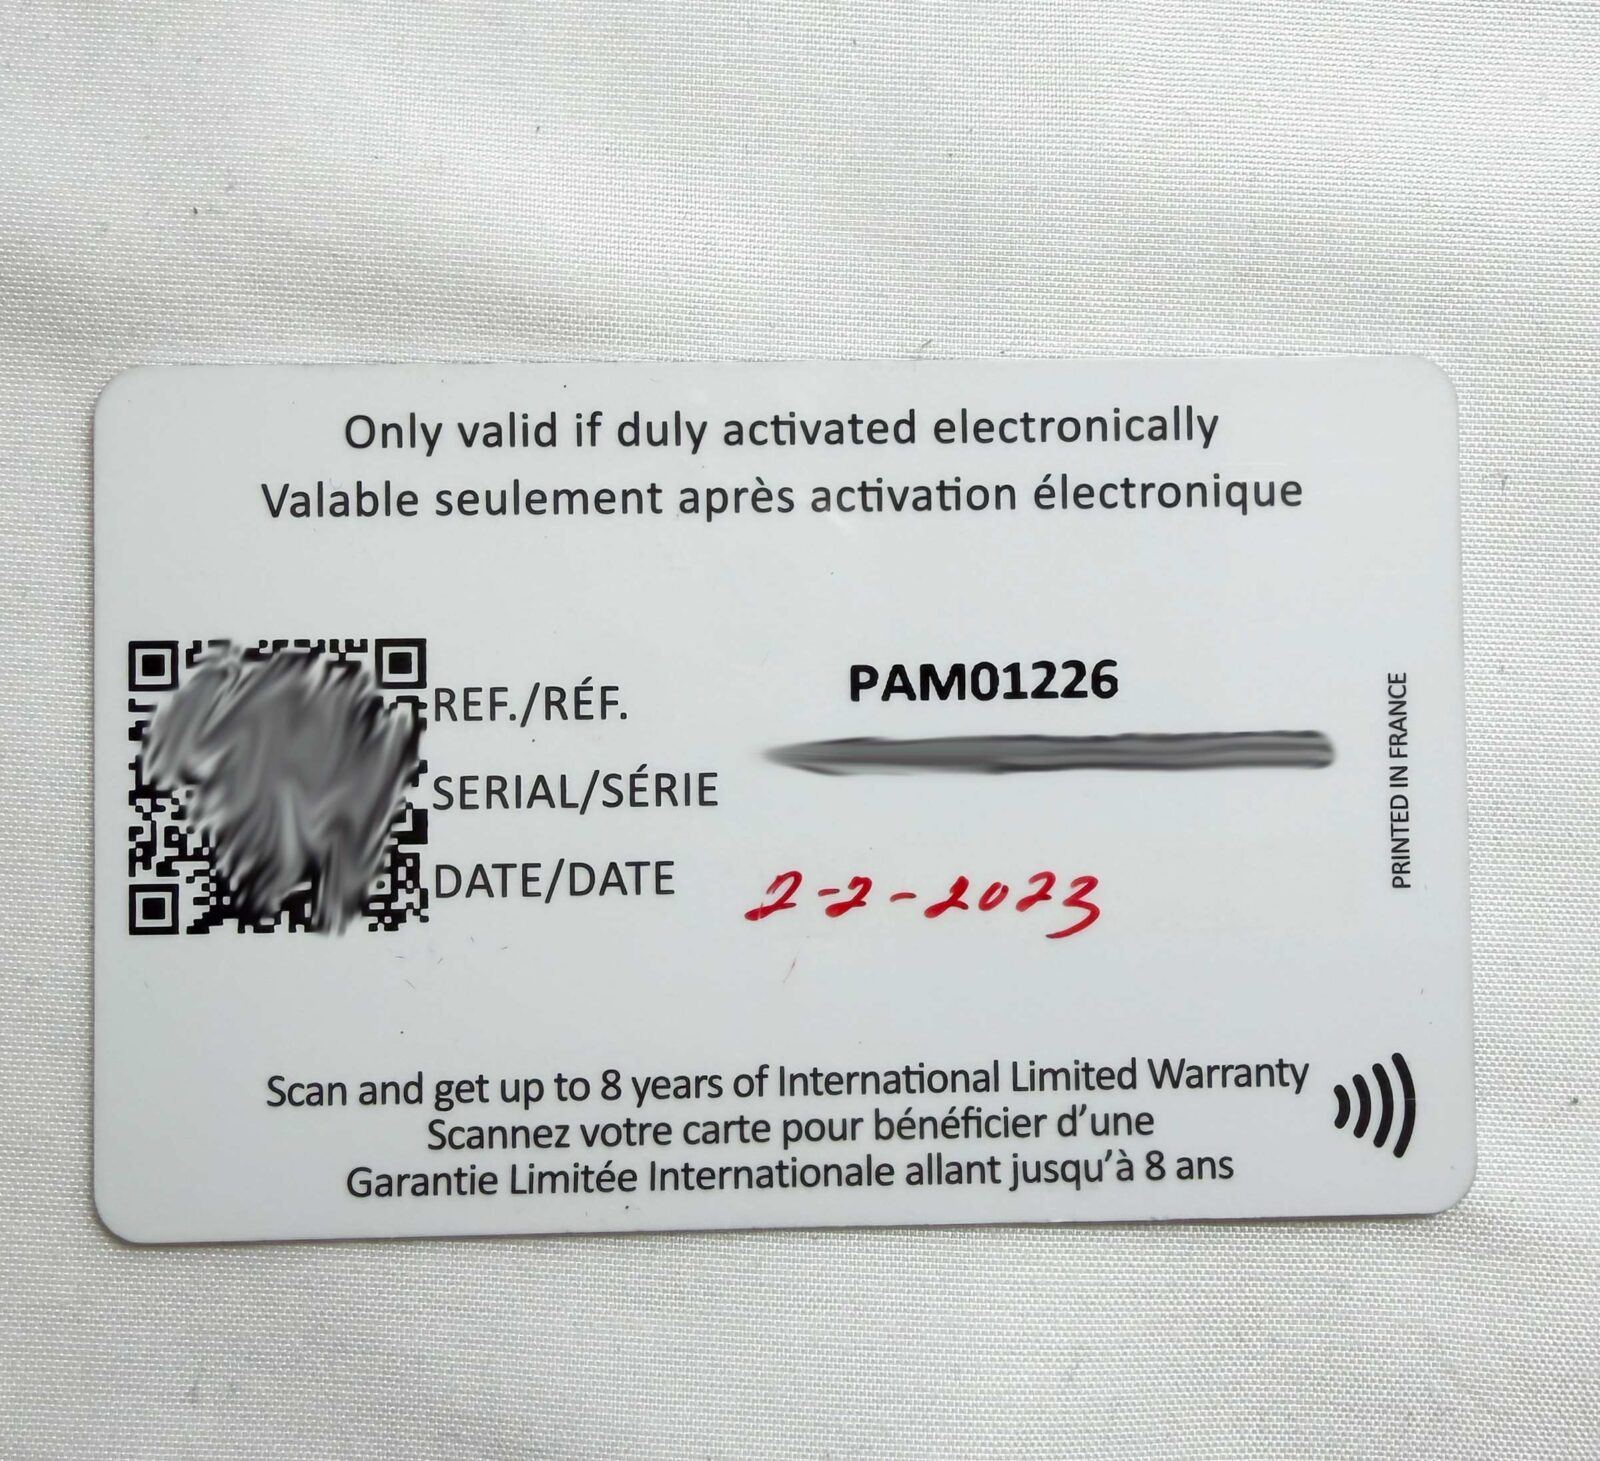 Only valid if duly activated electronically
Valable seulement après activation électronique
REF./RÉF. PAM01226
SERIAL/SÉRIE
DATE/DATE 2-2-2023
PRINTED IN FRANCE
Scan and get up to 8 years of International Limited Warranty
Scannez votre carte pour bénéficier d'une
Garantie Limitée Internationale allant jusqu'à 8 ans